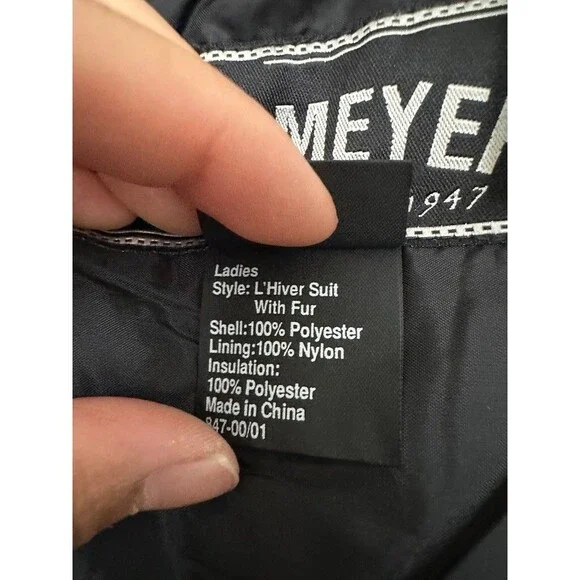 MEYE
1947
Ladies
Style: L'Hiver Suit
With Fur
Shell:100% Polyester
Lining:100% Nylon
Insulation:
100% Polyester
Made in China
847-00/01